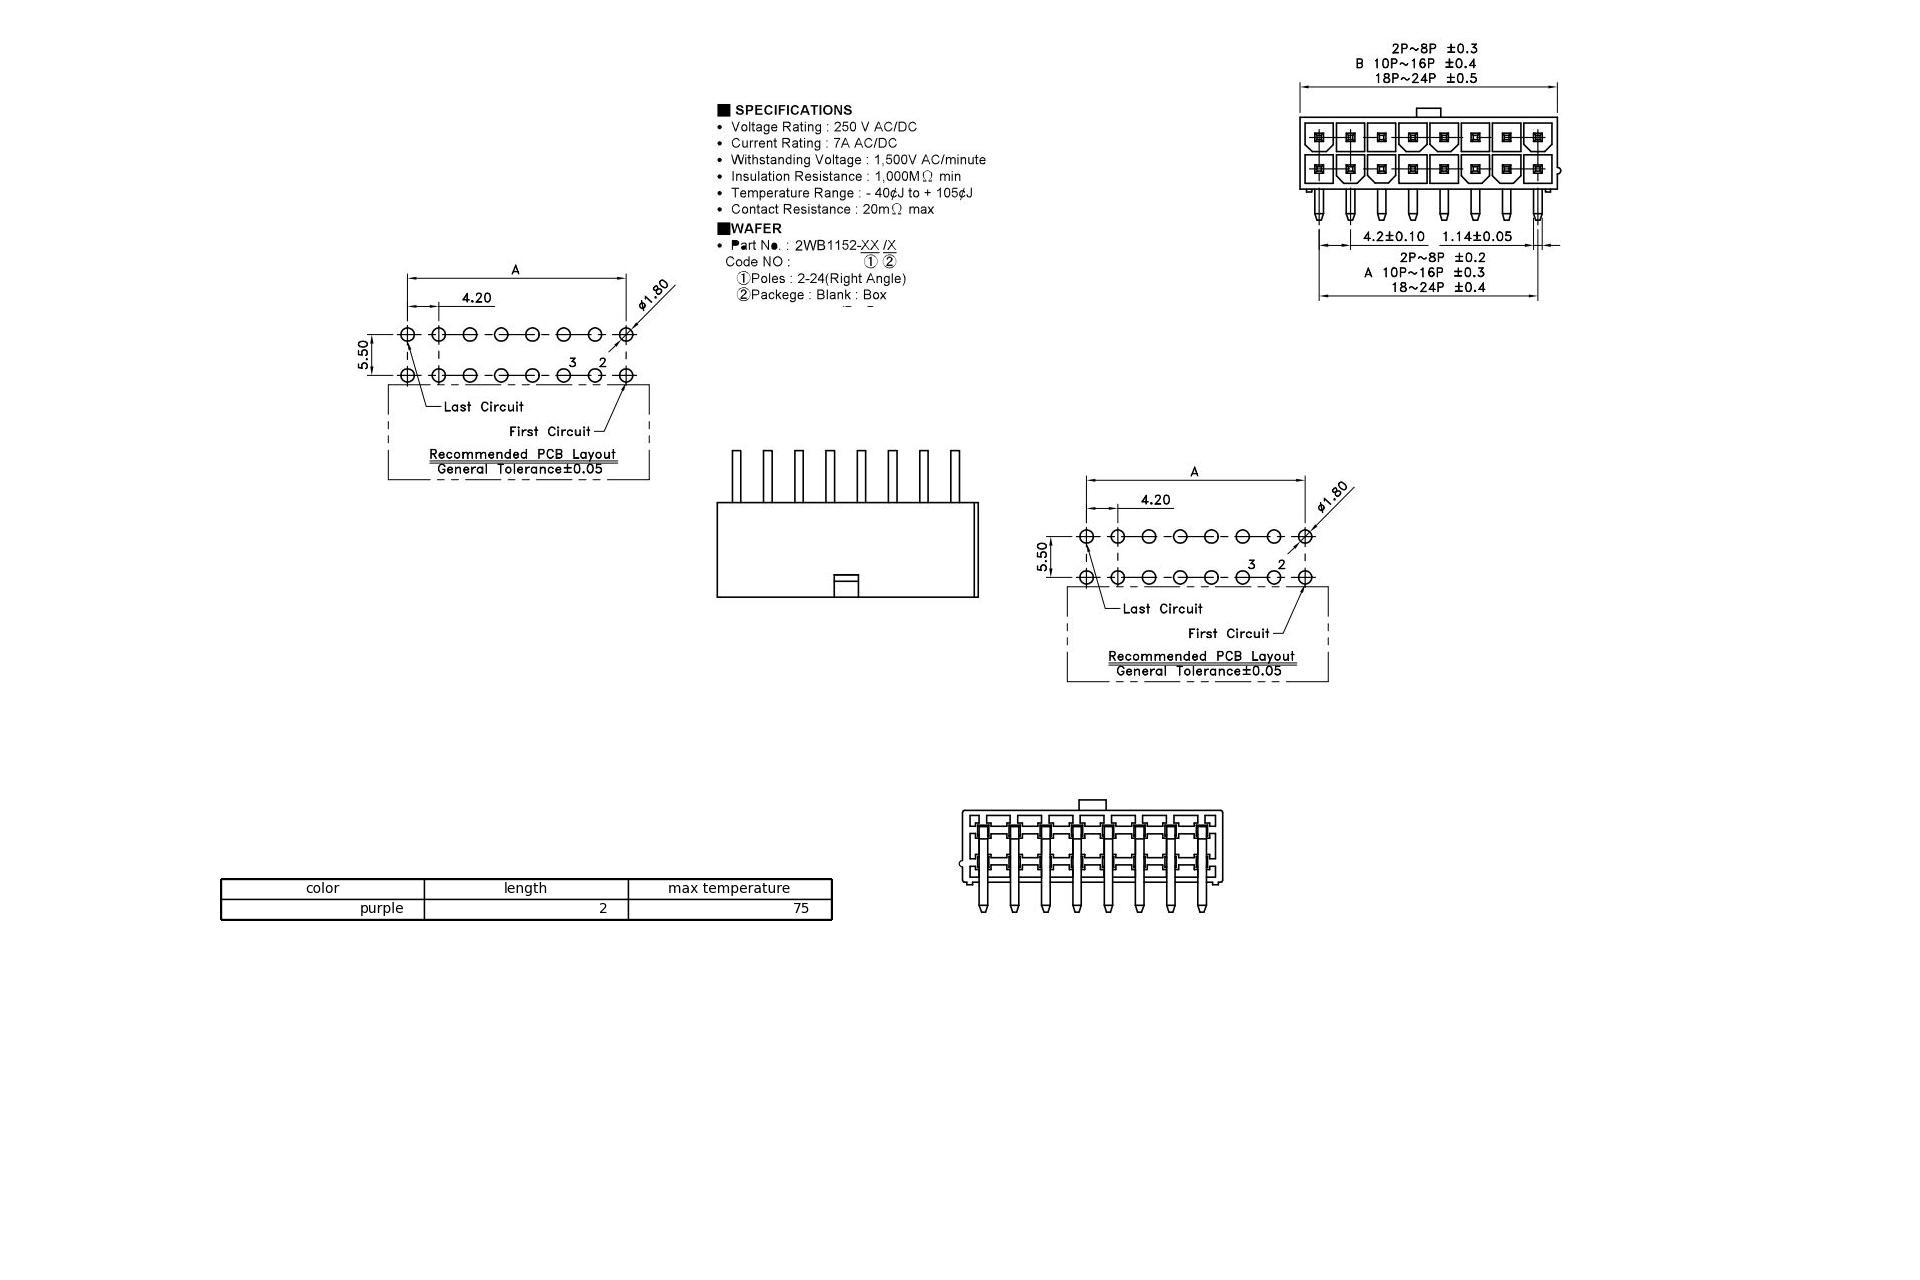 2P~8P ±0.3
B 10P~16P ±0.4
18P~24P ±0.5
4.2±0.10 1.14±0.05
2P~8P ±0.2
A 10P~16P ±0.3
18~24P ±0.4
■ SPECIFICATIONS
• Voltage Rating : 250 V AC/DC
• Current Rating : 7A AC/DC
• Withstanding Voltage : 1,500V AC/minute
• Insulation Resistance : 1,000MΩ min
• Temperature Range : - 40¢J to + 105¢J
• Contact Resistance : 20mΩ max
■WAFER
• Part No. : 2WB1152-XX /X
Code NO : ① ②
①Poles : 2-24(Right Angle)
②Packege : Blank : Box
A
4.20
ø1.80
5.50
3 2
Last Circuit
First Circuit
Recommended PCB Layout
General Tolerance±0.05
A
4.20
ø1.80
5.50
3 2
Last Circuit
First Circuit
Recommended PCB Layout
General Tolerance±0.05
color length max temperature
purple 2 75